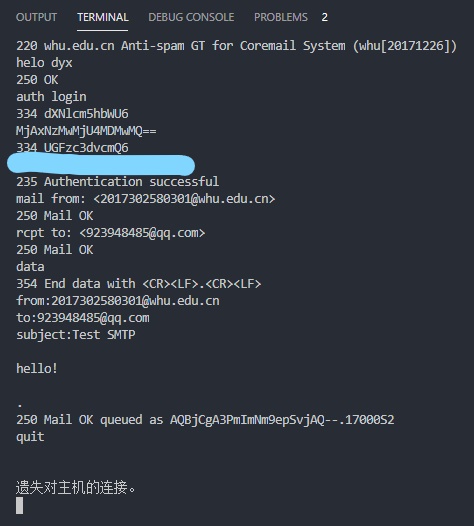 OUTPUT TERMINAL DEBUG CONSOLE PROBLEMS 2
220 whu.edu.cn Anti-spam GT for Coremail System (whu[20171226])
helo dyx
250 OK
auth login
334 dXNlcm5hbWU6
MjAxNzMwMjU4MDMwMQ==
334 UGFzc3dvcmQ6
235 Authentication successful
mail from: <2017302580301@whu.edu.cn>
250 Mail OK
rcpt to: <923948485@qq.com>
250 Mail OK
data
354 End data with <CR><LF>.<CR><LF>
from:2017302580301@whu.edu.cn
to:923948485@qq.com
subject:Test SMTP
hello!
.
250 Mail OK queued as AQBjCgA3PmImNm9epSvjAQ--.17000S2
quit
遗失对主机的连接。